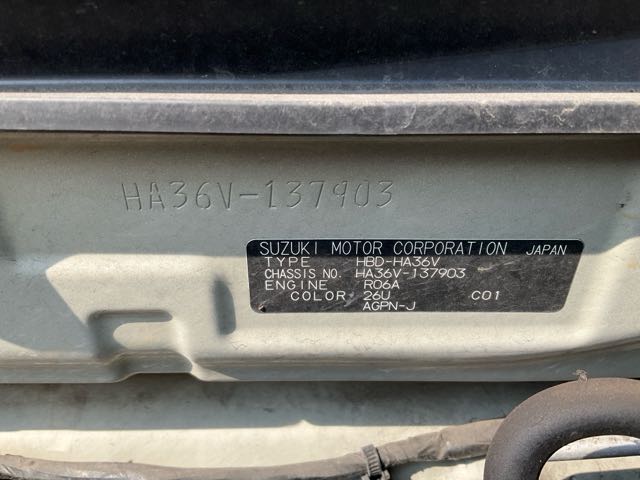 HA36V-137903
SUZUKI MOTOR CORPORATION JAPAN
TYPE HBD-HA36V
CHASSIS NO. HA36V-137903
ENGINE R06A
COLOR 26U C01
AGPN-J